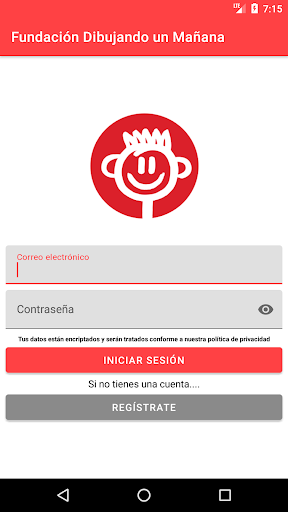 LTE 7:15
Fundación Dibujando un Mañana
Correo electrónico
Contraseña
Tus datos están encriptados y serán tratados conforme a nuestra política de privacidad
INICIAR SESIÓN
Si no tienes una cuenta....
REGÍSTRATE